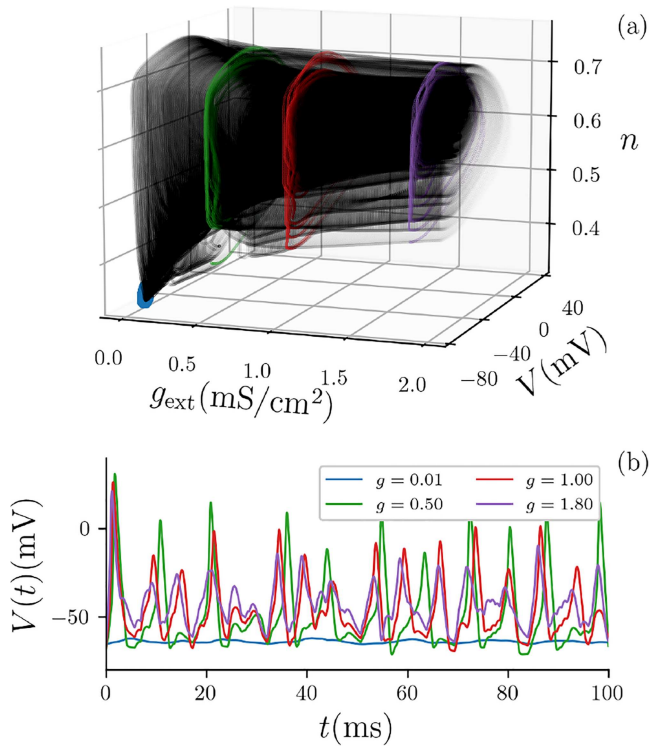 (a)
0.7
0.6
n
0.5
0.4
40
0
−40
−80
V(mV)
0.0
0.5
1.0
1.5
2.0
g_ext(mS/cm²)
(b)
g = 0.01 g = 1.00
g = 0.50 g = 1.80
0
−50
V(t)(mV)
0 20 40 60 80 100
t(ms)